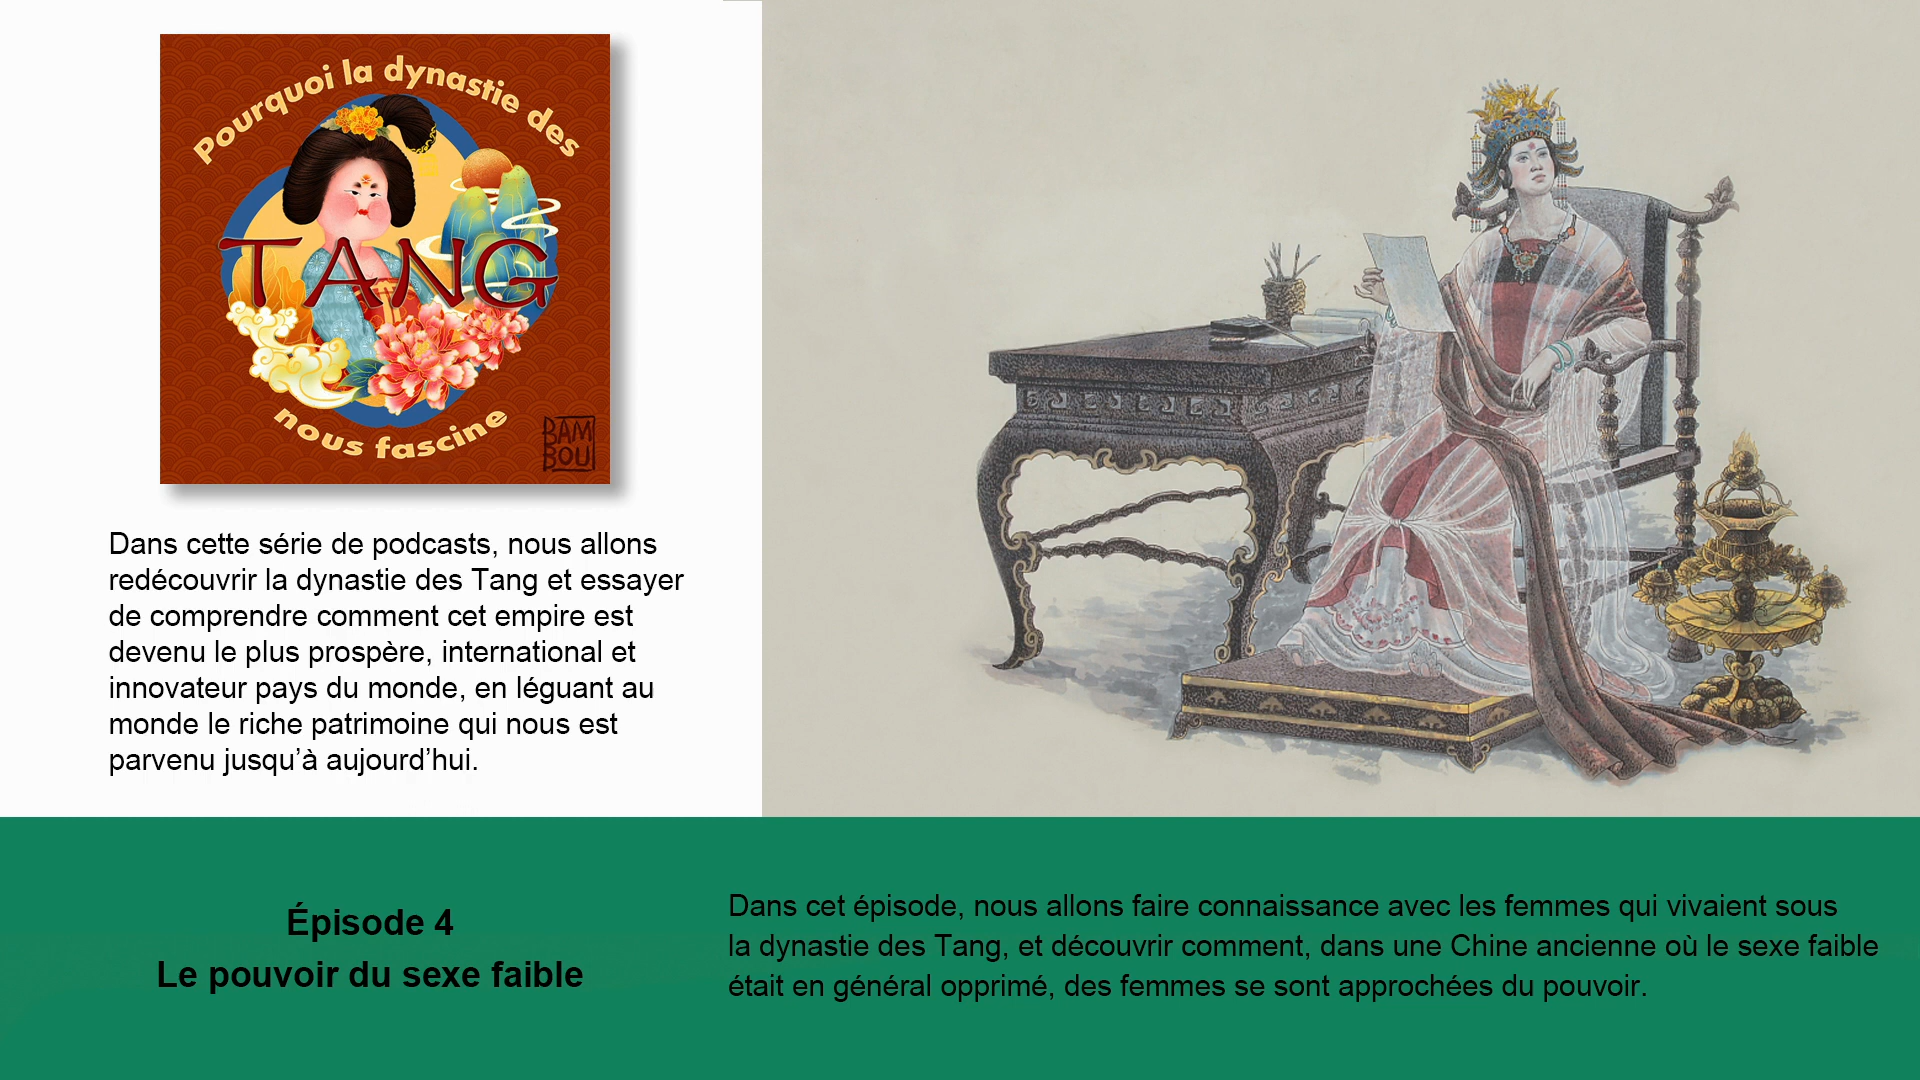 Pourquoi la dynastie des
TANG
nous fascine
BAM
BOU
Dans cette série de podcasts, nous allons
redécouvrir la dynastie des Tang et essayer
de comprendre comment cet empire est
devenu le plus prospère, international et
innovateur pays du monde, en léguant au
monde le riche patrimoine qui nous est
parvenu jusqu’à aujourd’hui.
Épisode 4
Le pouvoir du sexe faible
Dans cet épisode, nous allons faire connaissance avec les femmes qui vivaient sous
la dynastie des Tang, et découvrir comment, dans une Chine ancienne où le sexe faible
était en général opprimé, des femmes se sont approchées du pouvoir.